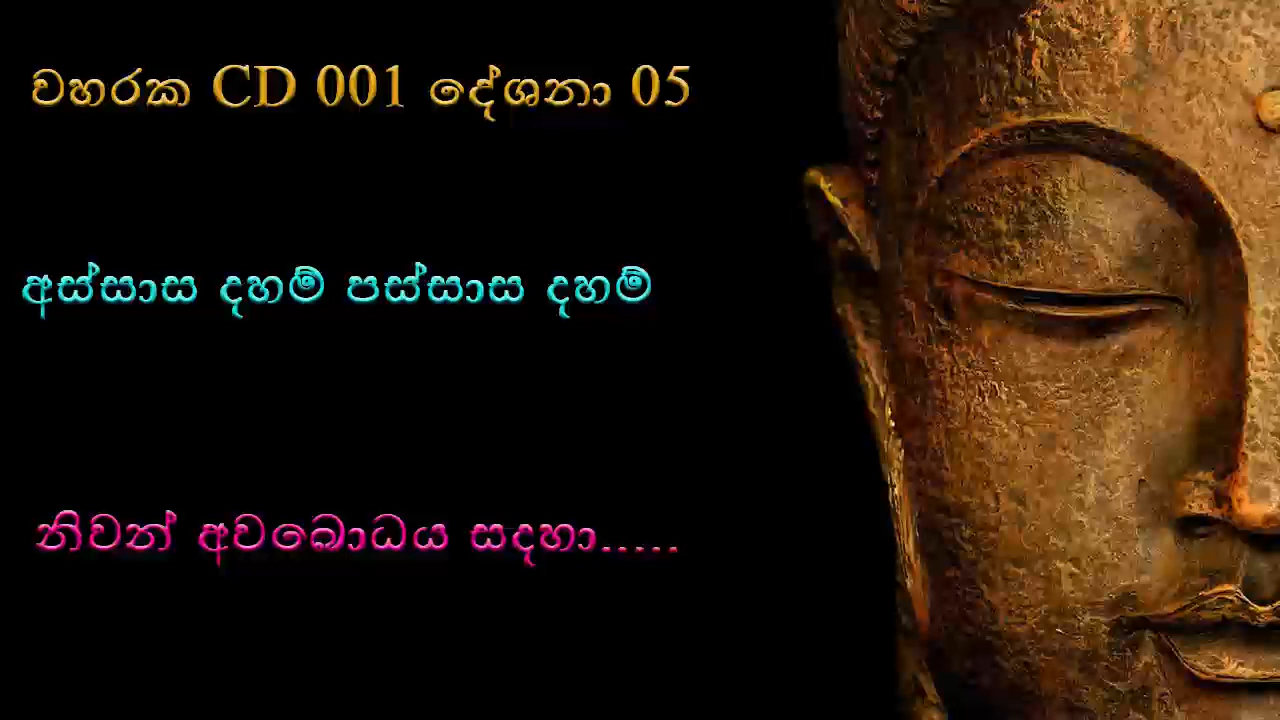 වහරක CD 001 දේශනා 05
අස්සාස දහම් පස්සාස දහම්
නිවන් අවබොධය සදහා.....